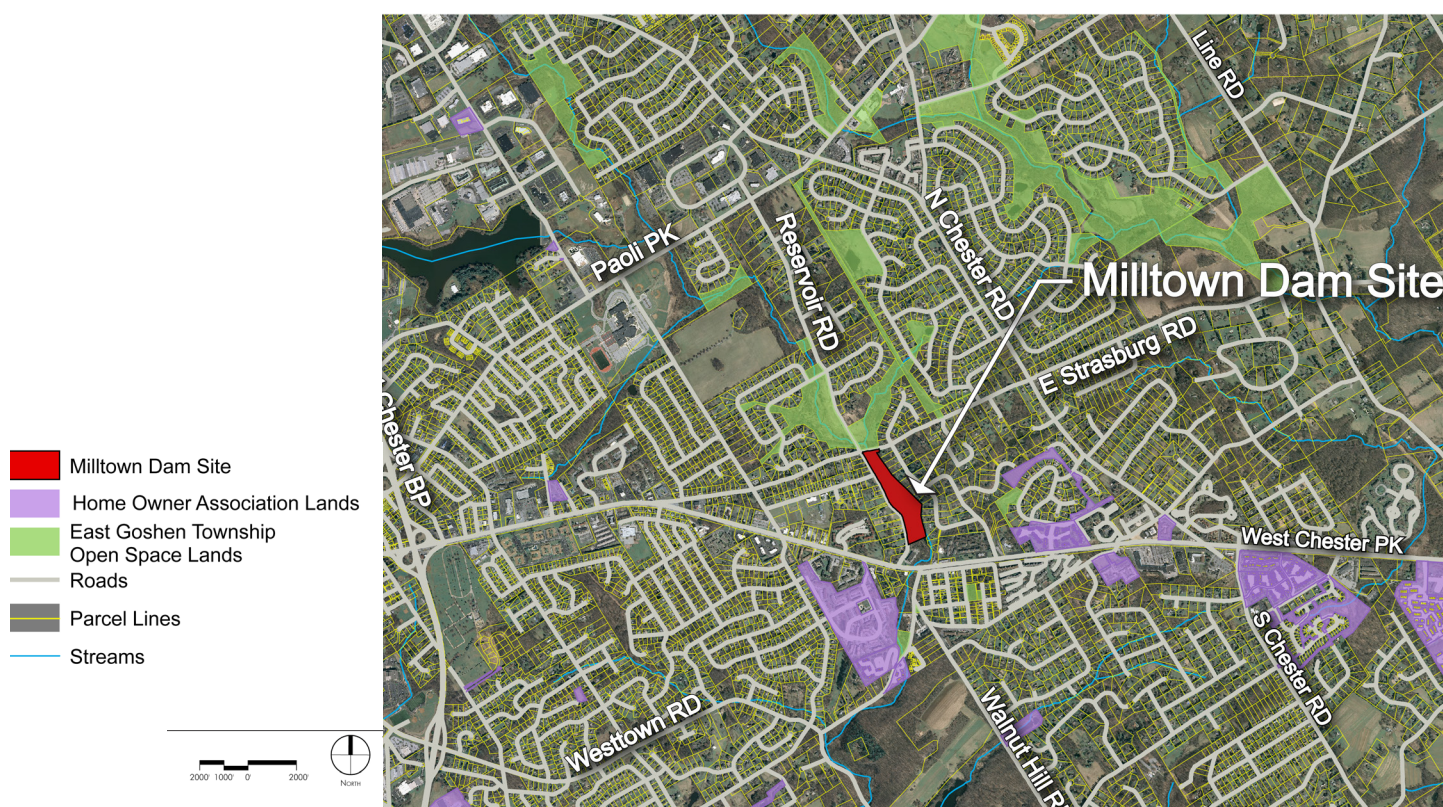 Line RD
N Chester RD
Reservoir RD
Paoli PK
Milltown Dam Site
E Strasburg RD
Chester BP
West Chester PK
S Chester RD
Westtown RD
Walnut Hill
Milltown Dam Site
Home Owner Association Lands
East Goshen Township
Open Space Lands
Roads
Parcel Lines
Streams
2000' 1000' 0' 2000'
NORTH